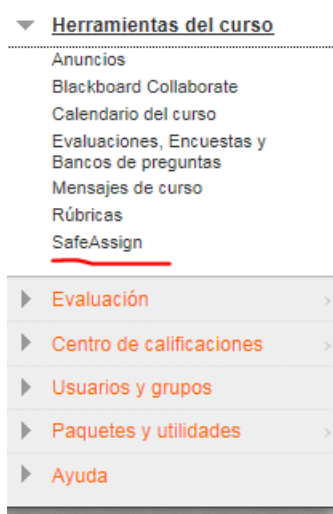 Herramientas del curso
Anuncios
Blackboard Collaborate
Calendario del curso
Evaluaciones, Encuestas y
Bancos de preguntas
Mensajes de curso
Rúbricas
SafeAssign
Evaluación
Centro de calificaciones
Usuarios y grupos
Paquetes y utilidades
Ayuda